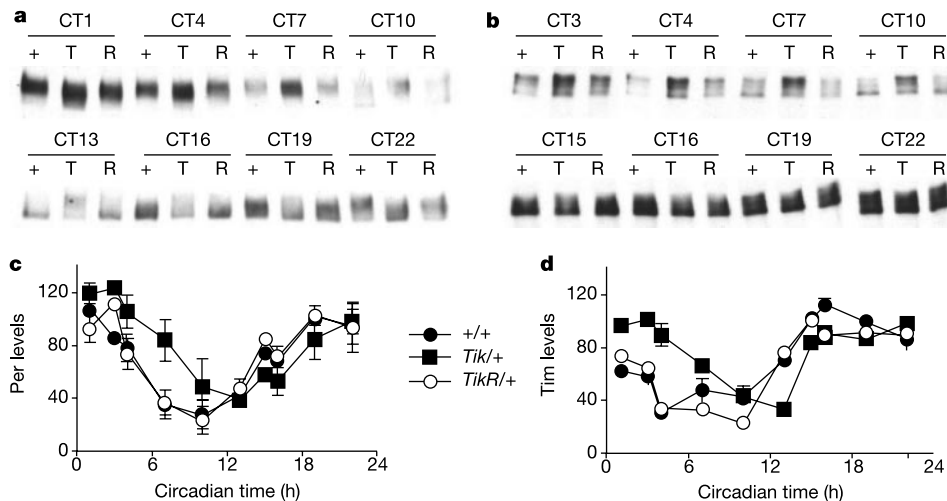 a
CT1 CT4 CT7 CT10
+ T R + T R + T R + T R
CT13 CT16 CT19 CT22
+ T R + T R + T R + T R
b
CT3 CT4 CT7 CT10
+ T R + T R + T R + T R
CT15 CT16 CT19 CT22
+ T R + T R + T R + T R
c
Per levels
120
80
40
0
0 6 12 18 24
Circadian time (h)
+/+
Tik/+
TikR/+
d
Tim levels
120
80
40
0
0 6 12 18 24
Circadian time (h)